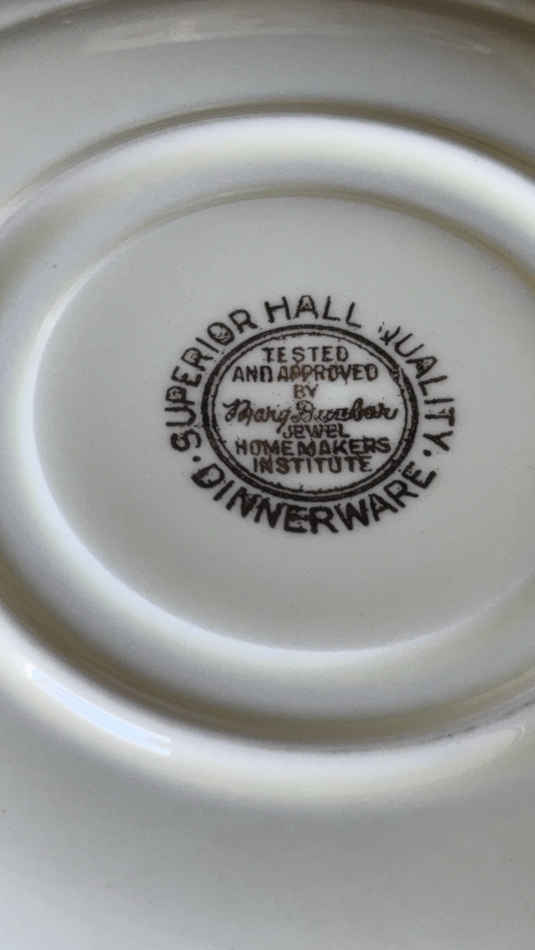 SUPERIOR HALL QUALITY.
TESTED
AND APPROVED
BY
Mary Dunbar
JEWEL
HOMEMAKERS
INSTITUTE
· DINNERWARE